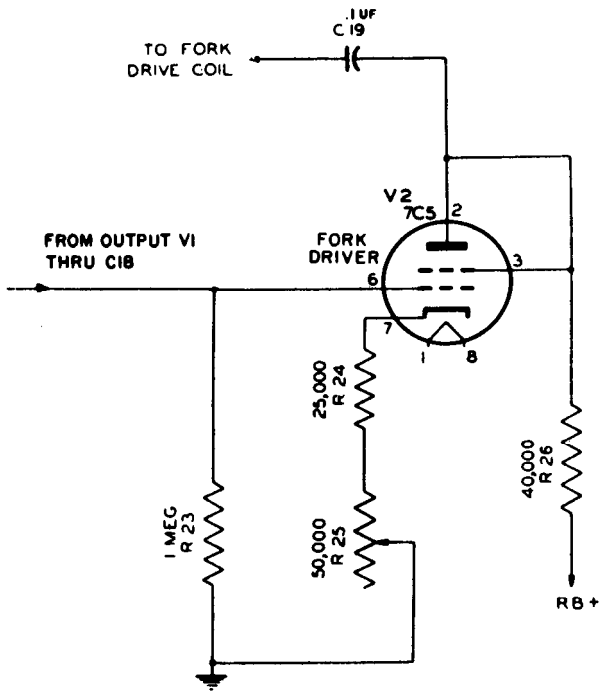 .1UF
C 19
TO FORK
DRIVE COIL
V2
7C5
2
FROM OUTPUT V1
THRU C18
FORK
DRIVER
3
6
7
1
8
25,000
R 24
40,000
R 26
1 MEG
R 23
50,000
R 25
RB +